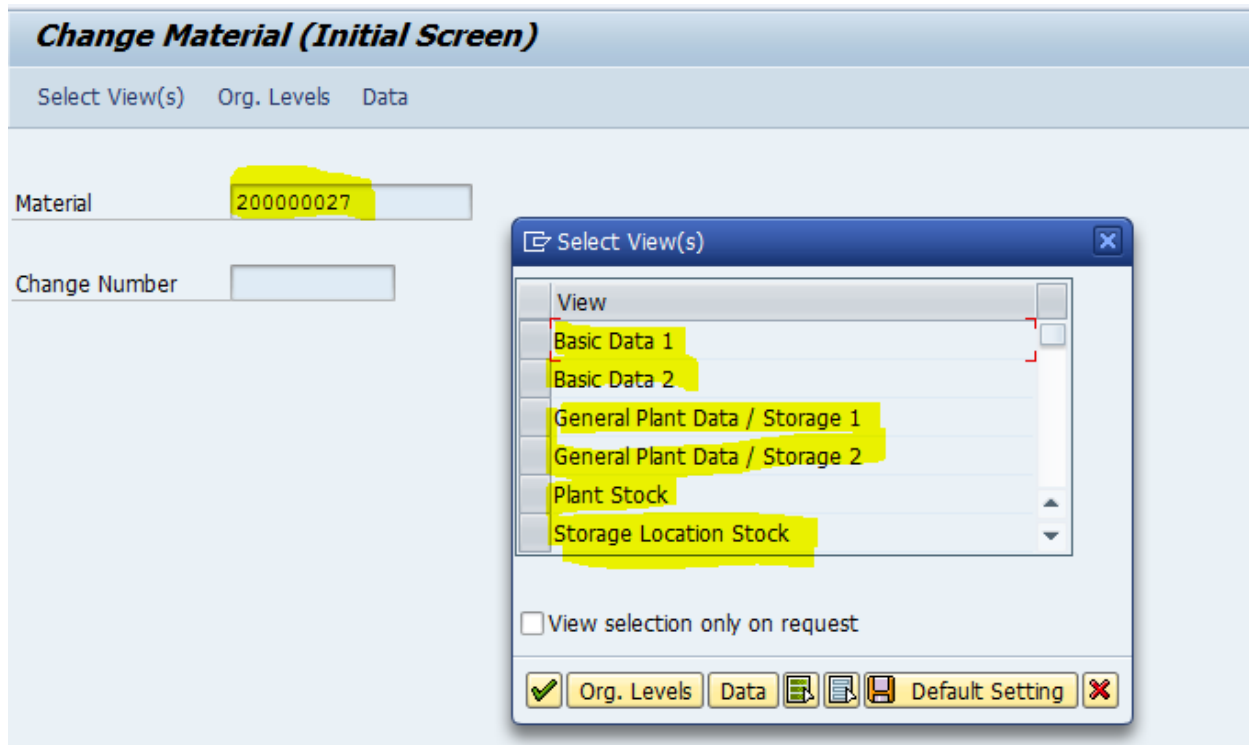 Change Material (Initial Screen)
Select View(s) Org. Levels Data
Material 200000027
Change Number
Select View(s)
View
Basic Data 1
Basic Data 2
General Plant Data / Storage 1
General Plant Data / Storage 2
Plant Stock
Storage Location Stock
View selection only on request
Org. Levels Data Default Setting